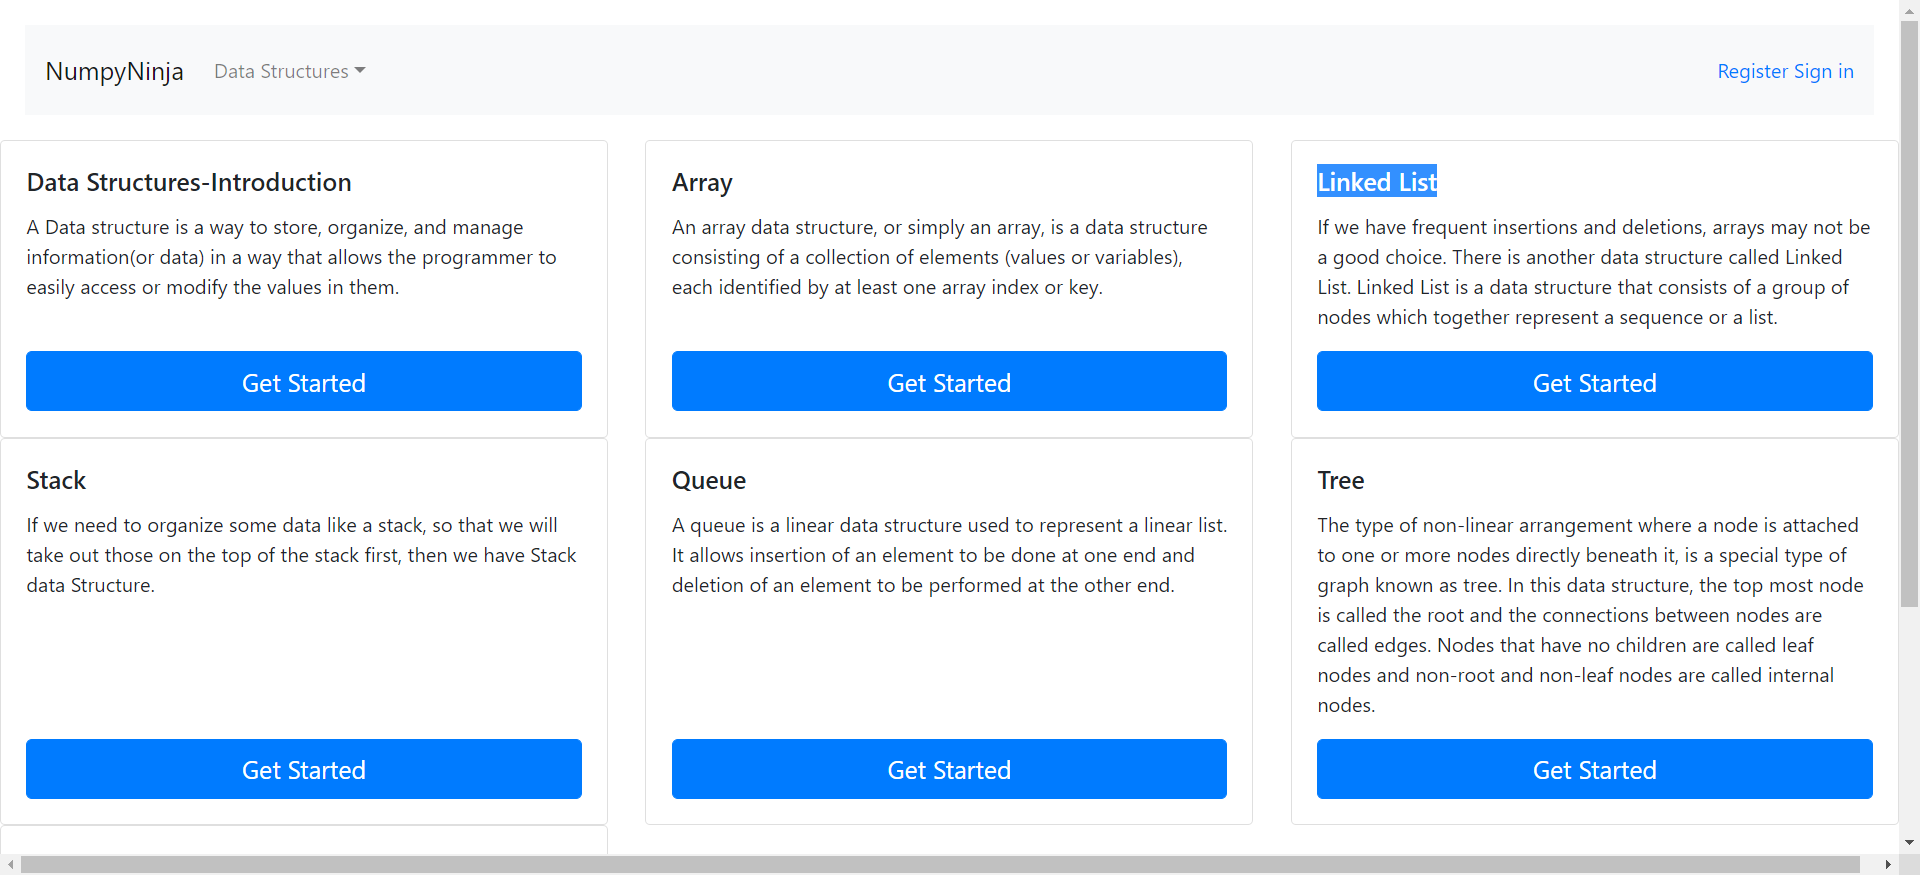 NumpyNinja
Data Structures
Register Sign in
Data Structures-Introduction
A Data structure is a way to store, organize, and manage
information(or data) in a way that allows the programmer to
easily access or modify the values in them.
Get Started
Array
An array data structure, or simply an array, is a data structure
consisting of a collection of elements (values or variables),
each identified by at least one array index or key.
Get Started
Linked List
If we have frequent insertions and deletions, arrays may not be
a good choice. There is another data structure called Linked
List. Linked List is a data structure that consists of a group of
nodes which together represent a sequence or a list.
Get Started
Stack
If we need to organize some data like a stack, so that we will
take out those on the top of the stack first, then we have Stack
data Structure.
Get Started
Queue
A queue is a linear data structure used to represent a linear list.
It allows insertion of an element to be done at one end and
deletion of an element to be performed at the other end.
Get Started
Tree
The type of non-linear arrangement where a node is attached
to one or more nodes directly beneath it, is a special type of
graph known as tree. In this data structure, the top most node
is called the root and the connections between nodes are
called edges. Nodes that have no children are called leaf
nodes and non-root and non-leaf nodes are called internal
nodes.
Get Started